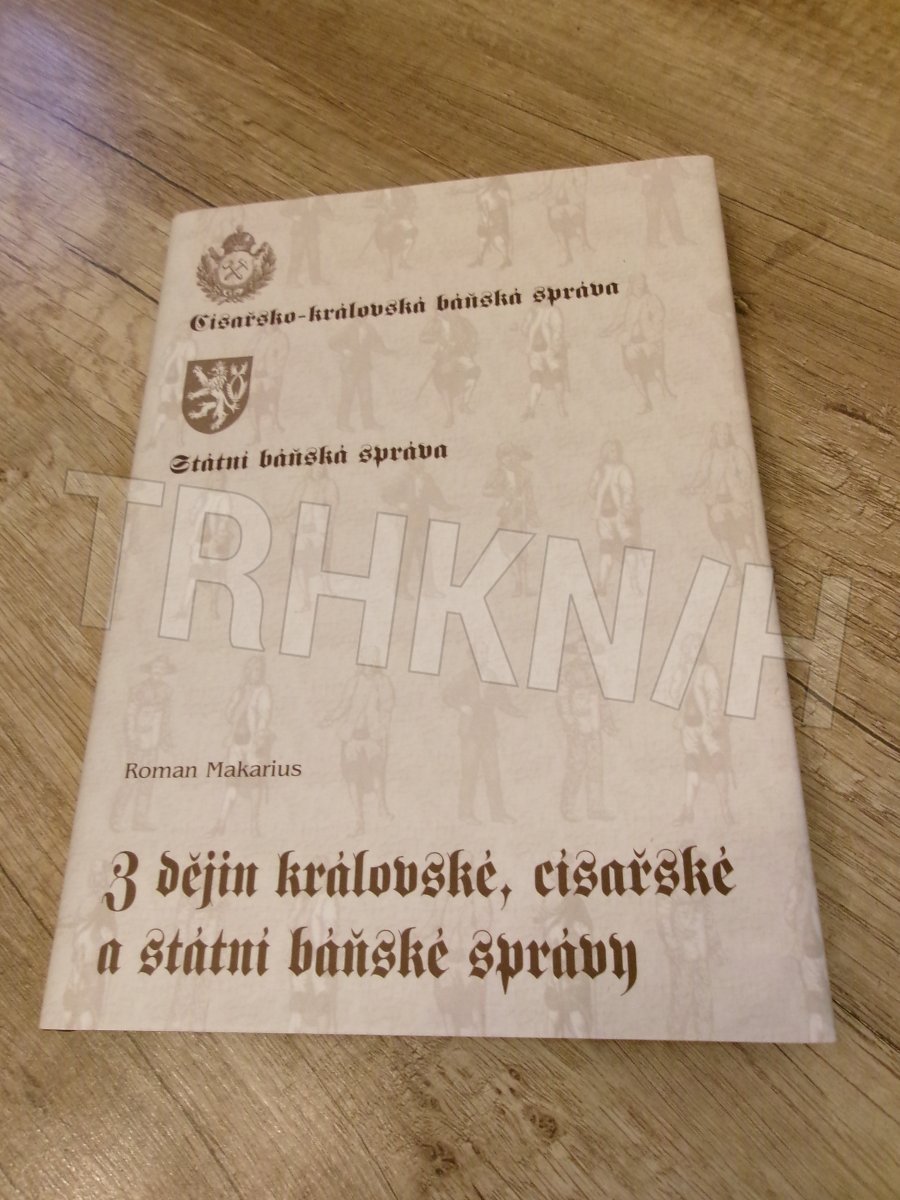 Císařsko-královská báňská správa
Státní báňská správa
TRHKNIH
Roman Makarius
Z dějin královské, císařské
a státní báňské správy